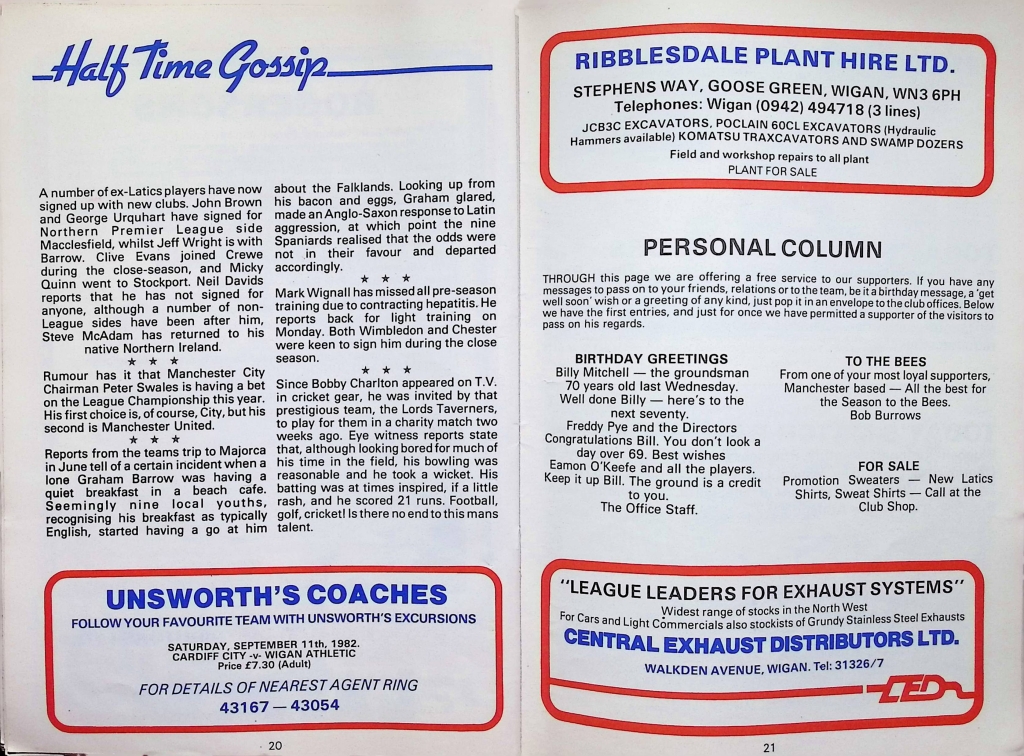 Half Time Gossip
A number of ex-Latics players have now
signed up with new clubs. John Brown
and George Urquhart have signed for
Northern Premier League side
Macclesfield, whilst Jeff Wright is with
Barrow. Clive Evans joined Crewe
during the close-season, and Micky
Quinn went to Stockport. Neil Davids
reports that he has not signed for
anyone, although a number of non-
League sides have been after him,
Steve McAdam has returned to his
native Northern Ireland.
★ ★ ★
Rumour has it that Manchester City
Chairman Peter Swales is having a bet
on the League Championship this year.
His first choice is, of course, City, but his
second is Manchester United.
★ ★ ★
Reports from the teams trip to Majorca
in June tell of a certain incident when a
lone Graham Barrow was having a
quiet breakfast in a beach cafe.
Seemingly nine local youths,
recognising his breakfast as typically
English, started having a go at him
about the Falklands. Looking up from
his bacon and eggs, Graham glared,
made an Anglo-Saxon response to Latin
aggression, at which point the nine
Spaniards realised that the odds were
not in their favour and departed
accordingly.
★ ★ ★
Mark Wignall has missed all pre-season
training due to contracting hepatitis. He
reports back for light training on
Monday. Both Wimbledon and Chester
were keen to sign him during the close
season.
★ ★ ★
Since Bobby Charlton appeared on T.V.
in cricket gear, he was invited by that
prestigious team, the Lords Taverners,
to play for them in a charity match two
weeks ago. Eye witness reports state
that, although looking bored for much of
his time in the field, his bowling was
reasonable and he took a wicket. His
batting was at times inspired, if a little
rash, and he scored 21 runs. Football,
golf, cricket! Is there no end to this mans
talent.
UNSWORTH'S COACHES
FOLLOW YOUR FAVOURITE TEAM WITH UNSWORTH'S EXCURSIONS
SATURDAY, SEPTEMBER 11th, 1982.
CARDIFF CITY -v- WIGAN ATHLETIC
Price £7.30 (Adult)
FOR DETAILS OF NEAREST AGENT RING
43167 — 43054
20
RIBBLESDALE PLANT HIRE LTD.
STEPHENS WAY, GOOSE GREEN, WIGAN, WN3 6PH
Telephones: Wigan (0942) 494718 (3 lines)
JCB3C EXCAVATORS, POCLAIN 60CL EXCAVATORS (Hydraulic
Hammers available) KOMATSU TRAXCAVATORS AND SWAMP DOZERS
Field and workshop repairs to all plant
PLANT FOR SALE
PERSONAL COLUMN
THROUGH this page we are offering a free service to our supporters. If you have any
messages to pass on to your friends, relations or to the team, be it a birthday message, a 'get
well soon' wish or a greeting of any kind, just pop it in an envelope to the club offices. Below
we have the first entries, and just for once we have permitted a supporter of the visitors to
pass on his regards.
BIRTHDAY GREETINGS
Billy Mitchell — the groundsman
70 years old last Wednesday.
Well done Billy — here's to the
next seventy.
Freddy Pye and the Directors
Congratulations Bill. You don't look a
day over 69. Best wishes
Eamon O'Keefe and all the players.
Keep it up Bill. The ground is a credit
to you.
The Office Staff.
TO THE BEES
From one of your most loyal supporters,
Manchester based — All the best for
the Season to the Bees.
Bob Burrows
FOR SALE
Promotion Sweaters — New Latics
Shirts, Sweat Shirts — Call at the
Club Shop.
"LEAGUE LEADERS FOR EXHAUST SYSTEMS"
Widest range of stocks in the North West
For Cars and Light Commercials also stockists of Grundy Stainless Steel Exhausts
CENTRAL EXHAUST DISTRIBUTORS LTD.
WALKDEN AVENUE, WIGAN. Tel: 31326/7
CED
21